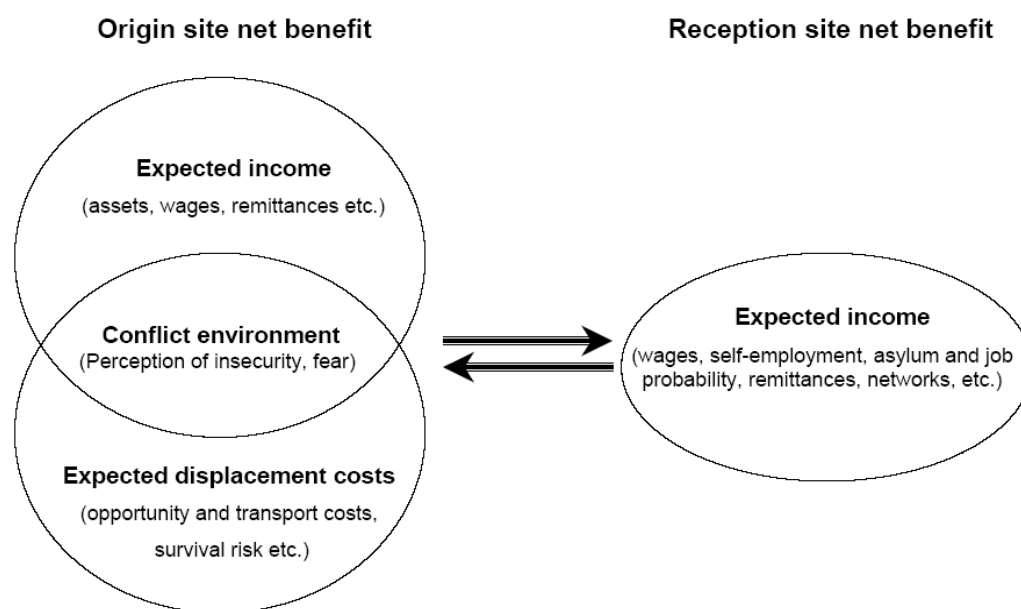 Origin site net benefit
Reception site net benefit
Expected income
(assets, wages, remittances etc.)
Conflict environment
(Perception of insecurity, fear)
Expected displacement costs
(opportunity and transport costs,
survival risk etc.)
Expected income
(wages, self-employment, asylum and job
probability, remittances, networks, etc.)